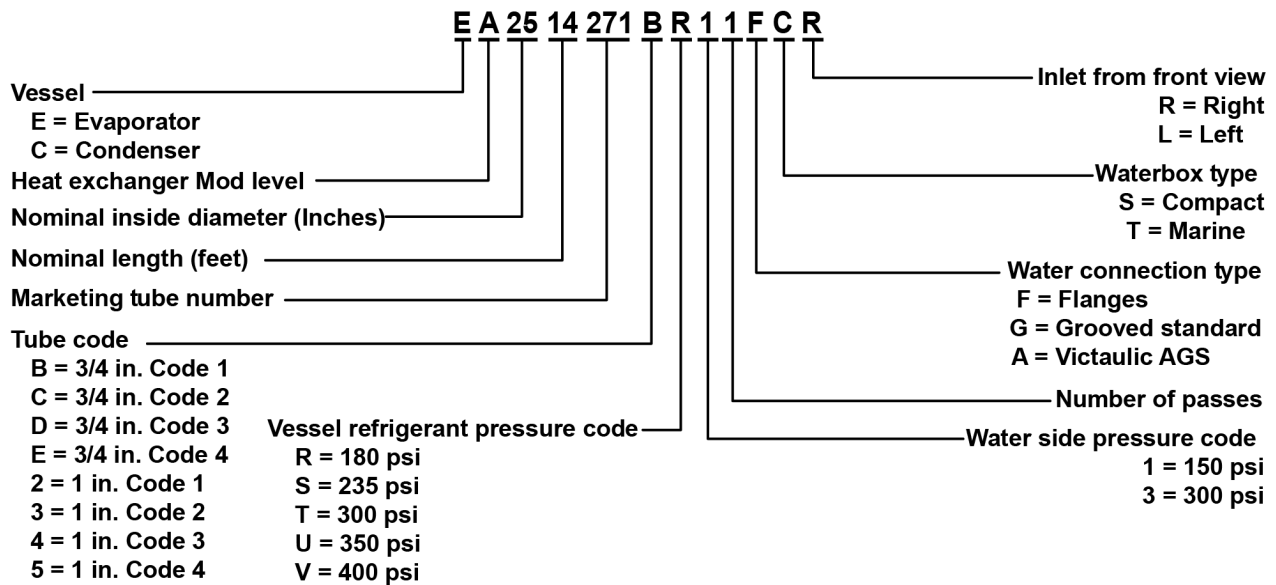 E A 25 14 271 B R 1 1 F C R
Vessel
E = Evaporator
C = Condenser
Heat exchanger Mod level
Nominal inside diameter (Inches)
Nominal length (feet)
Marketing tube number
Tube code
B = 3/4 in. Code 1
C = 3/4 in. Code 2
D = 3/4 in. Code 3
E = 3/4 in. Code 4
2 = 1 in. Code 1
3 = 1 in. Code 2
4 = 1 in. Code 3
5 = 1 in. Code 4
Vessel refrigerant pressure code
R = 180 psi
S = 235 psi
T = 300 psi
U = 350 psi
V = 400 psi
Inlet from front view
R = Right
L = Left
Waterbox type
S = Compact
T = Marine
Water connection type
F = Flanges
G = Grooved standard
A = Victaulic AGS
Number of passes
Water side pressure code
1 = 150 psi
3 = 300 psi